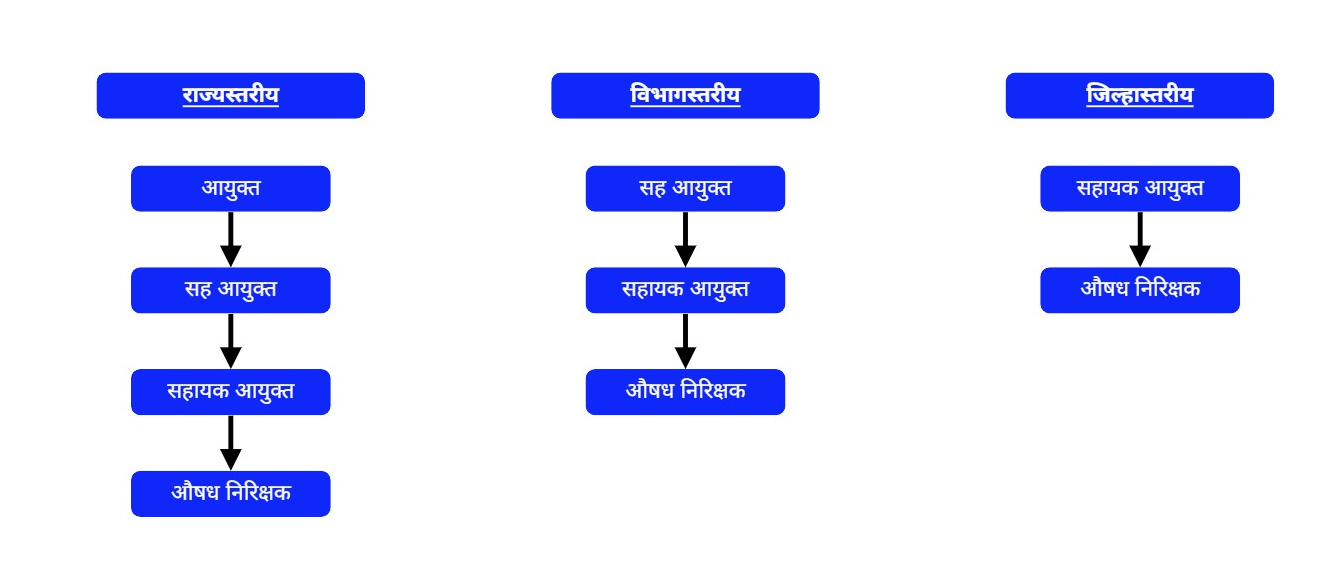 राज्यस्तरीय
आयुक्त
सह आयुक्त
सहायक आयुक्त
औषध निरिक्षक
विभागस्तरीय
सह आयुक्त
सहायक आयुक्त
औषध निरिक्षक
जिल्हास्तरीय
सहायक आयुक्त
औषध निरिक्षक